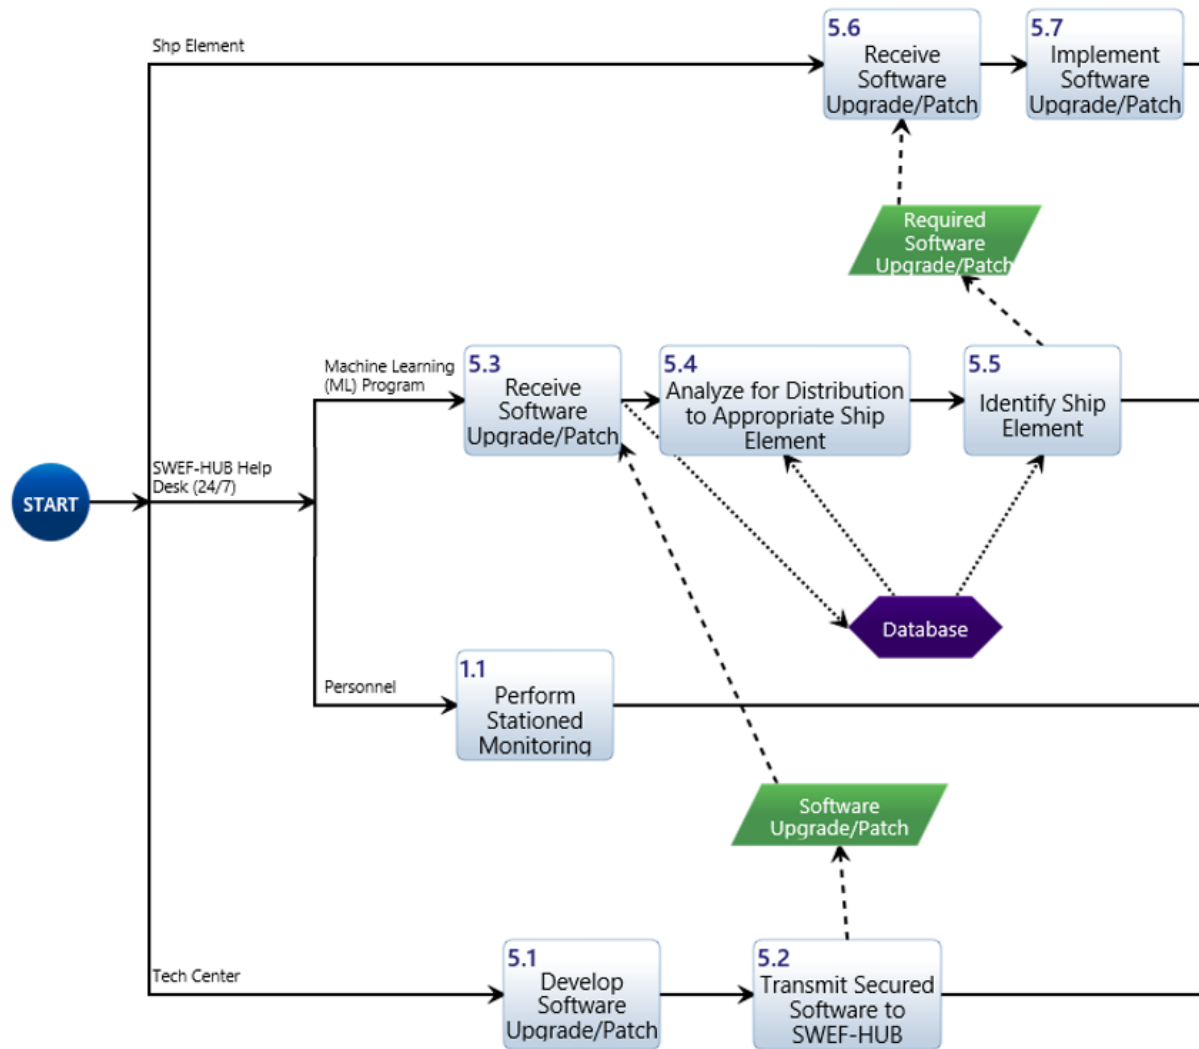 Shp Element
5.6
Receive
Software
Upgrade/Patch
5.7
Implement
Software
Upgrade/Patch
Required
Software
Upgrade/Patch
Machine Learning
(ML) Program
5.3
Receive
Software
Upgrade/Patch
5.4
Analyze for Distribution
to Appropriate Ship
Element
5.5
Identify Ship
Element
START
SWEF-HUB Help
Desk (24/7)
Database
Personnel
1.1
Perform
Stationed
Monitoring
Software
Upgrade/Patch
Tech Center
5.1
Develop
Software
Upgrade/Patch
5.2
Transmit Secured
Software to
SWEF-HUB